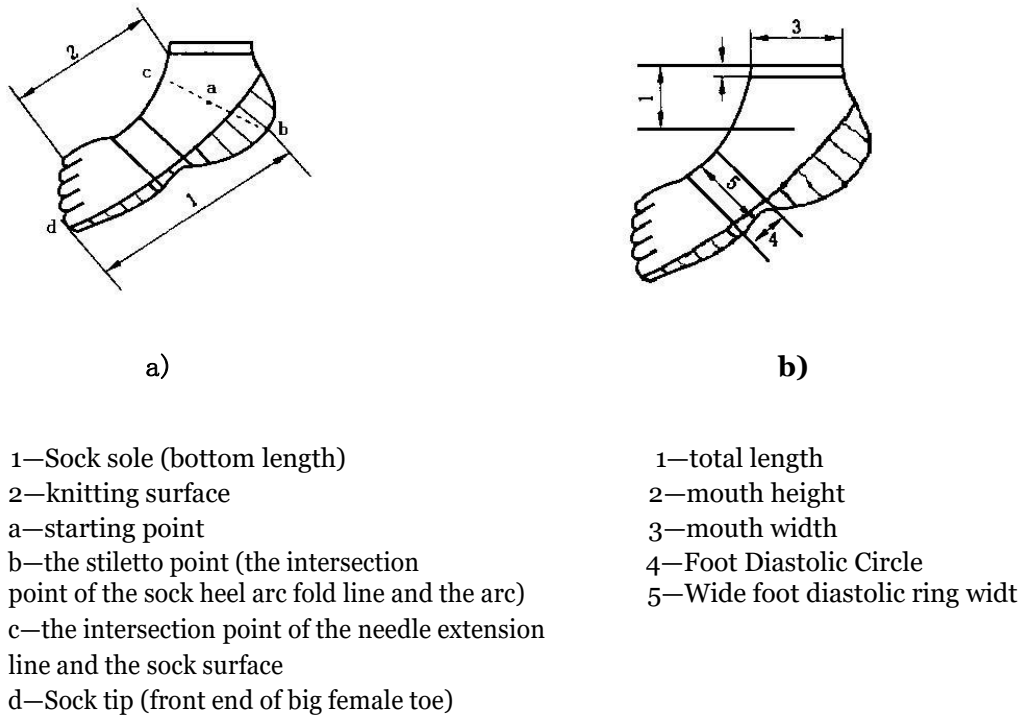 2
c
a
b
1
d
3
1
5
4
a)
b)
1—Sock sole (bottom length)
2—knitting surface
a—starting point
b—the stiletto point (the intersection
point of the sock heel arc fold line and the arc)
c—the intersection point of the needle extension
line and the sock surface
d—Sock tip (front end of big female toe)
1—total length
2—mouth height
3—mouth width
4—Foot Diastolic Circle
5—Wide foot diastolic ring widt